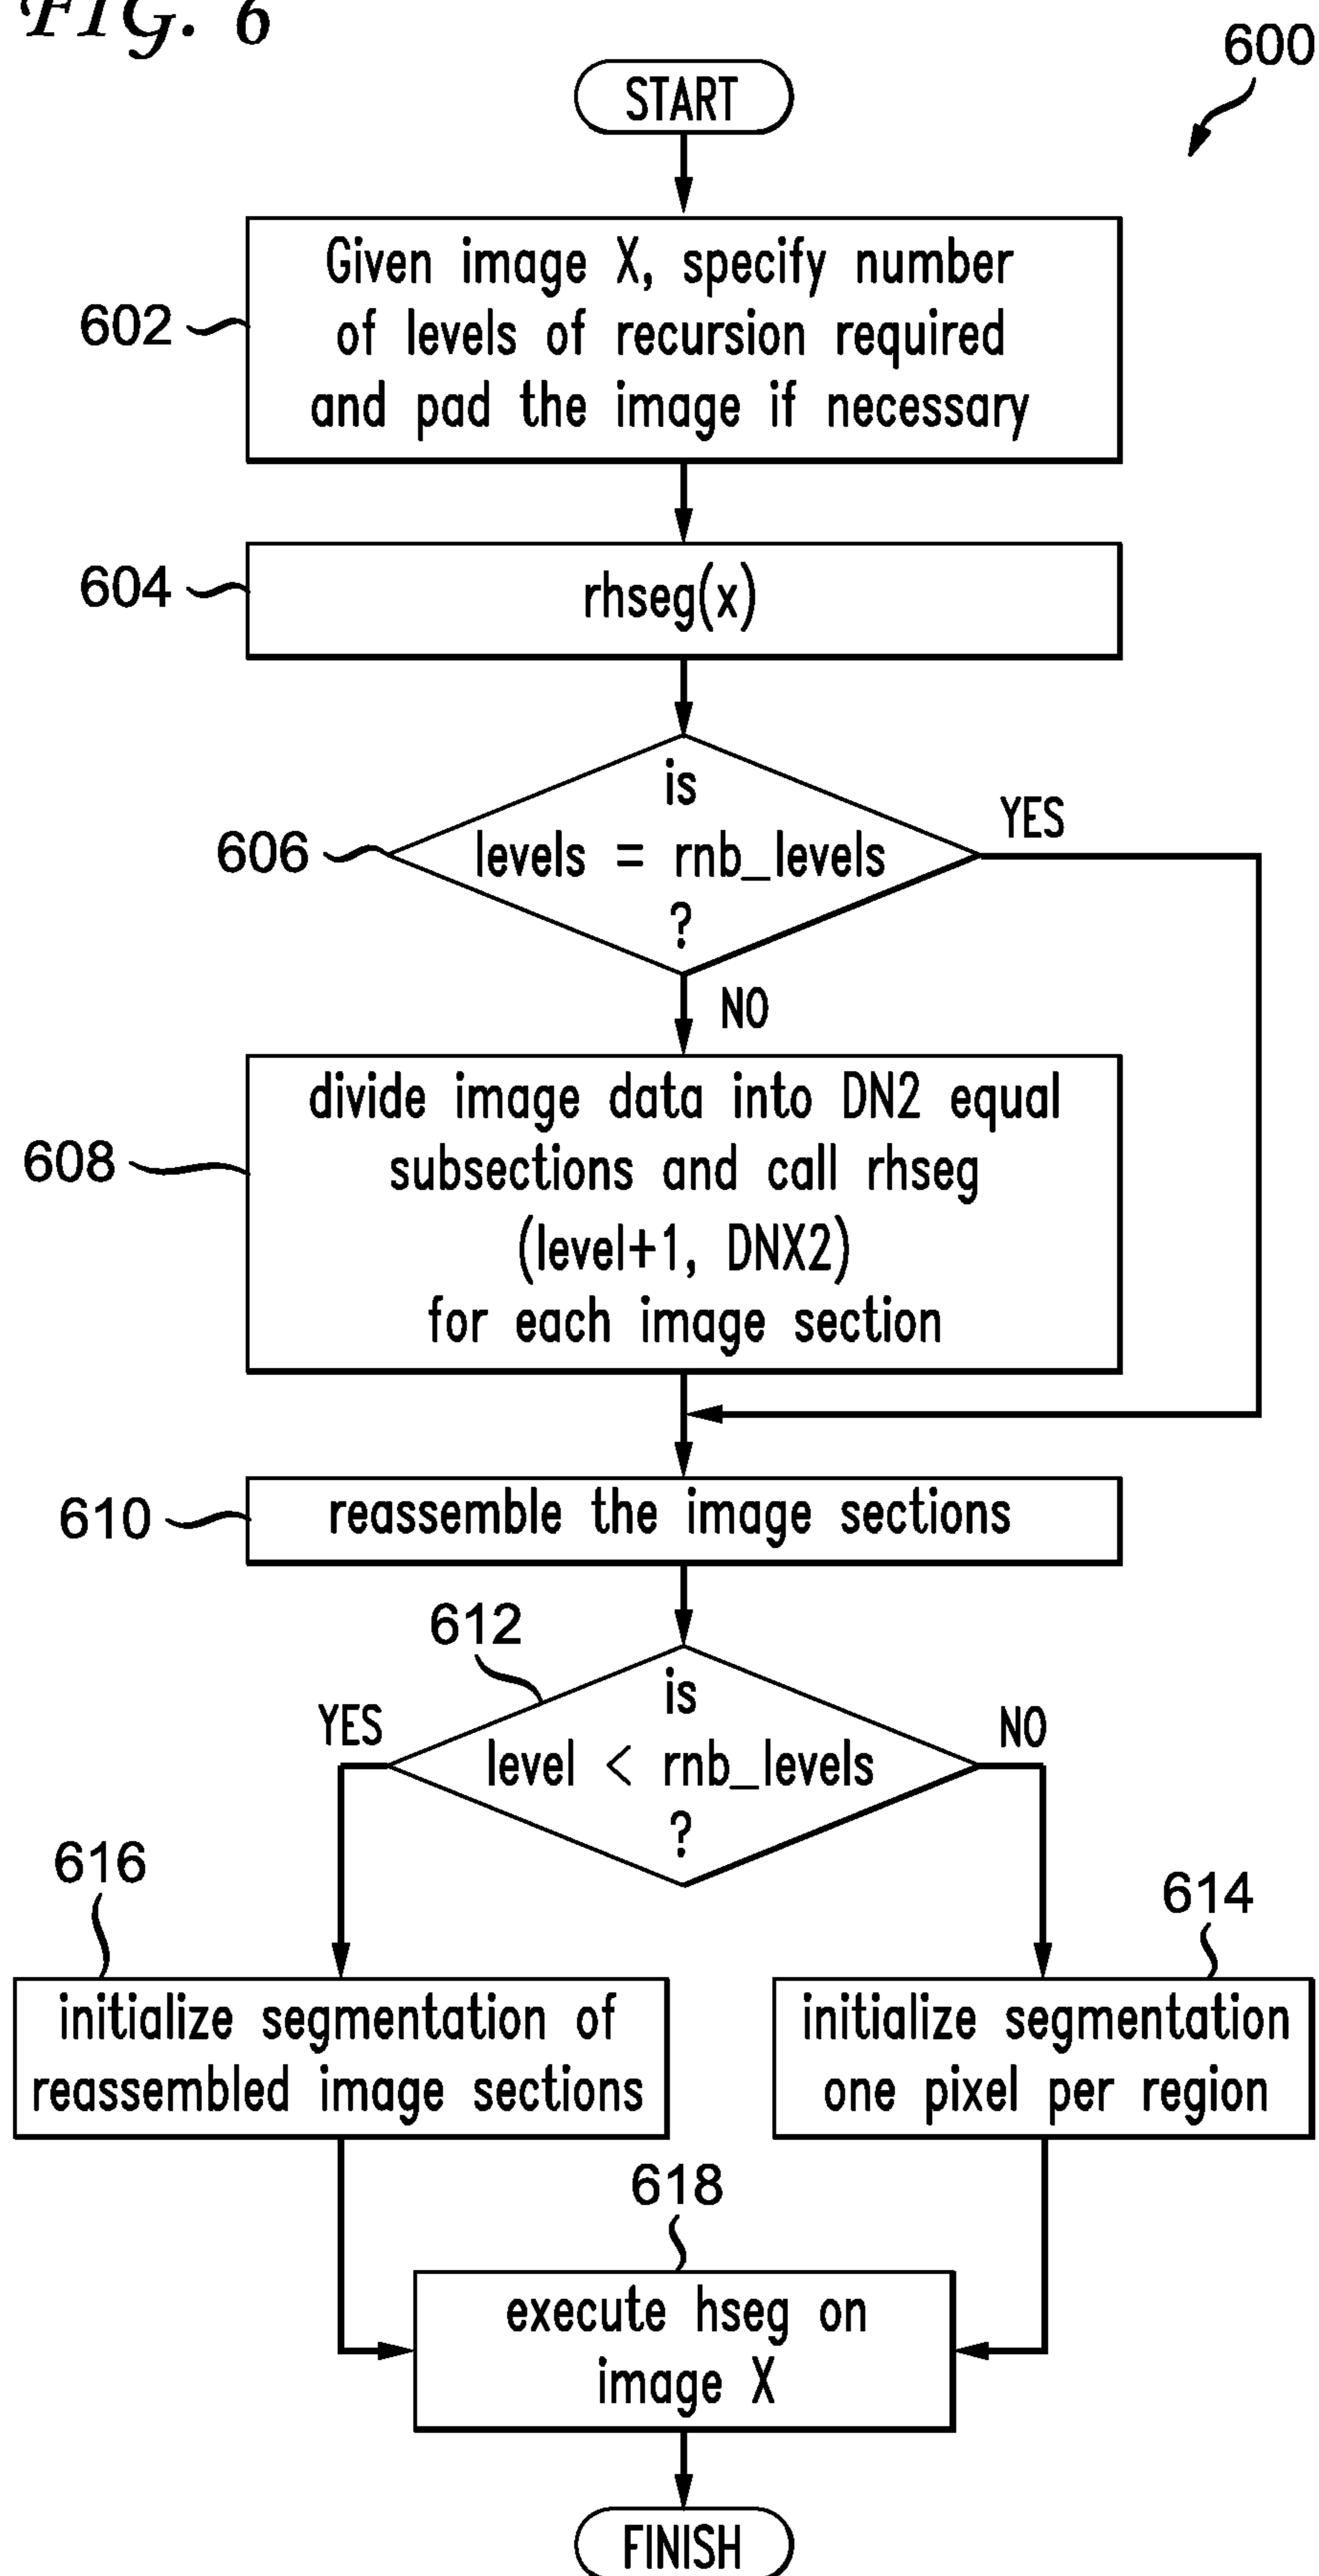 FIG. 6
600
START
602
Given image X, specify number
of levels of recursion required
and pad the image if necessary
604
rhseg(x)
606
is
levels = rnb_levels
?
YES
NO
608
divide image data into DN2 equal
subsections and call rhseg
(level+1, DNX2)
for each image section
610
reassemble the image sections
612
is
level < rnb_levels
?
YES
NO
616
initialize segmentation of
reassembled image sections
614
initialize segmentation
one pixel per region
618
execute hseg on
image X
FINISH